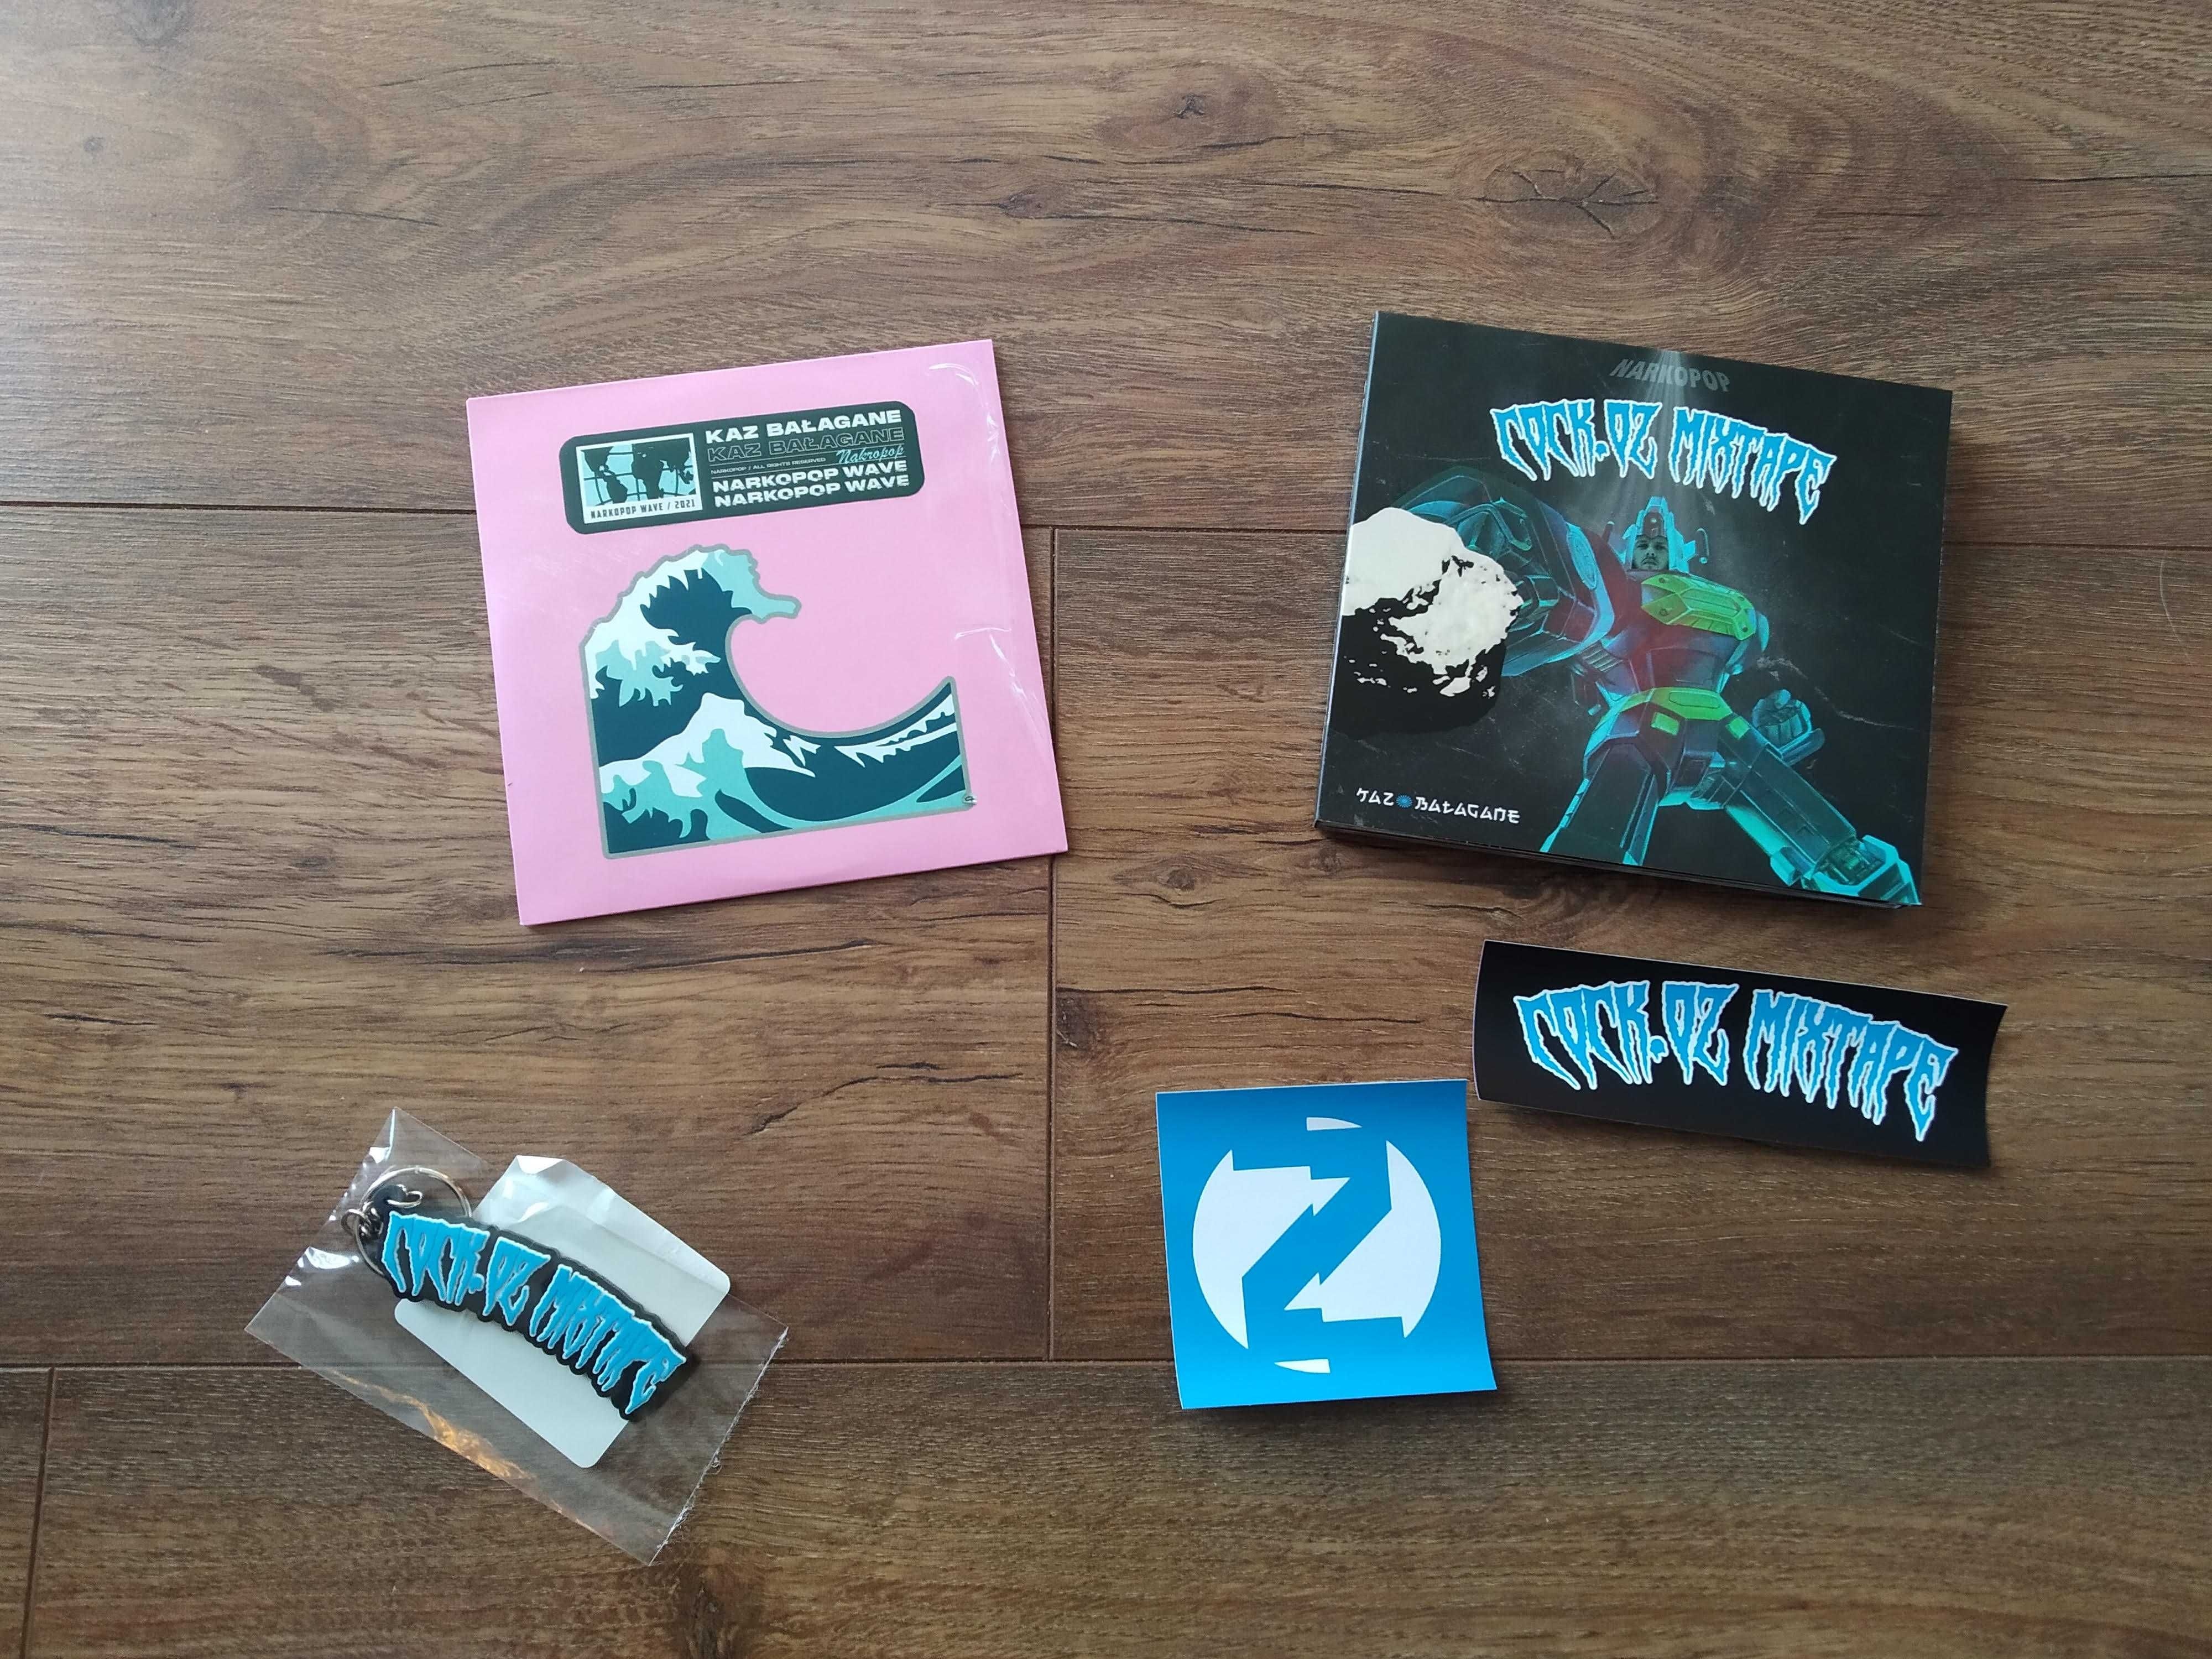 KAZ BAŁAGANE
KAZ BAŁAGANE
NARKOPOP / ALL RIGHTS RESERVED Nakropop
NARKOPOP WAVE
NARKOPOP WAVE
NARKOPOP WAVE / 2021
NARKOPOP
COCK.OZ MIXTAPE
KAZ BAŁAGANE
COCK.OZ MIXTAPE
Z
COCK.OZ MIXTAPE